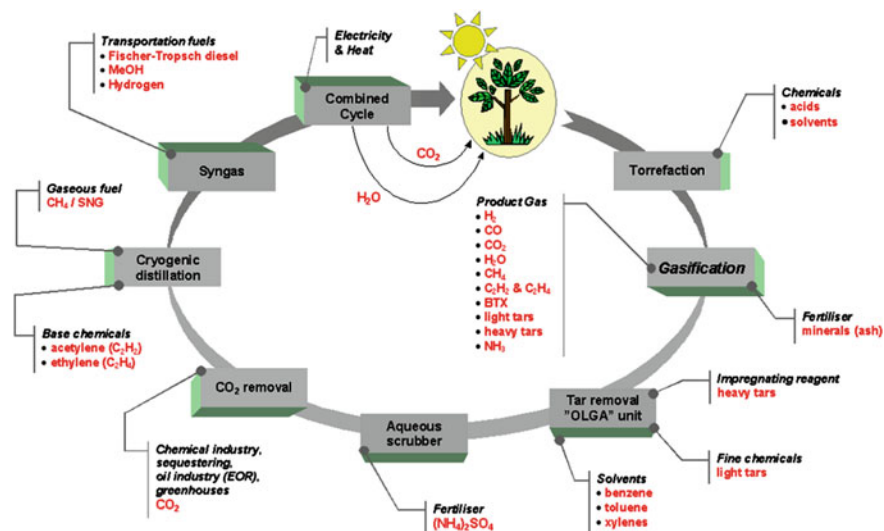 Transportation fuels
• Fischer-Tropsch diesel
• MeOH
• Hydrogen
Electricity
& Heat
Combined
Cycle
CO₂
H₂O
Syngas
Gaseous fuel
CH₄ / SNG
Cryogenic
distillation
Base chemicals
• acetylene (C₂H₂)
• ethylene (C₂H₄)
CO₂ removal
Chemical industry,
sequestering,
oil industry (EOR),
greenhouses
CO₂
Aqueous
scrubber
Fertiliser
(NH₄)₂SO₄
Tar removal
"OLGA" unit
Solvents
• benzene
• toluene
• xylenes
Impregnating reagent
heavy tars
Fine chemicals
light tars
Gasification
Fertiliser
minerals (ash)
Product Gas
• H₂
• CO
• CO₂
• H₂O
• CH₄
• C₂H₂ & C₂H₄
• BTX
• light tars
• heavy tars
• NH₃
Torrefaction
Chemicals
• acids
• solvents